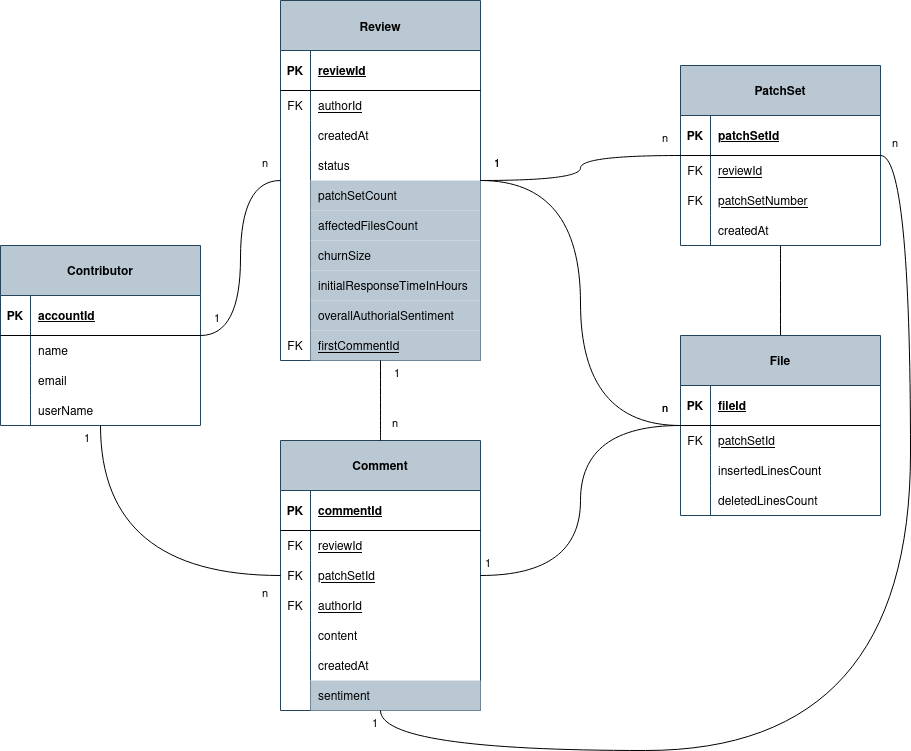 Review
PK reviewId
FK authorId
createdAt
status
patchSetCount
affectedFilesCount
churnSize
initialResponseTimeInHours
overallAuthorialSentiment
FK firstCommentId
PatchSet
PK patchSetId
FK reviewId
FK patchSetNumber
createdAt
n
1
n
n
Contributor
PK accountId
name
email
userName
1
1
1
n
File
PK fileId
FK patchSetId
insertedLinesCount
deletedLinesCount
n
Comment
PK commentId
FK reviewId
FK patchSetId
FK authorId
content
createdAt
sentiment
n
1
1